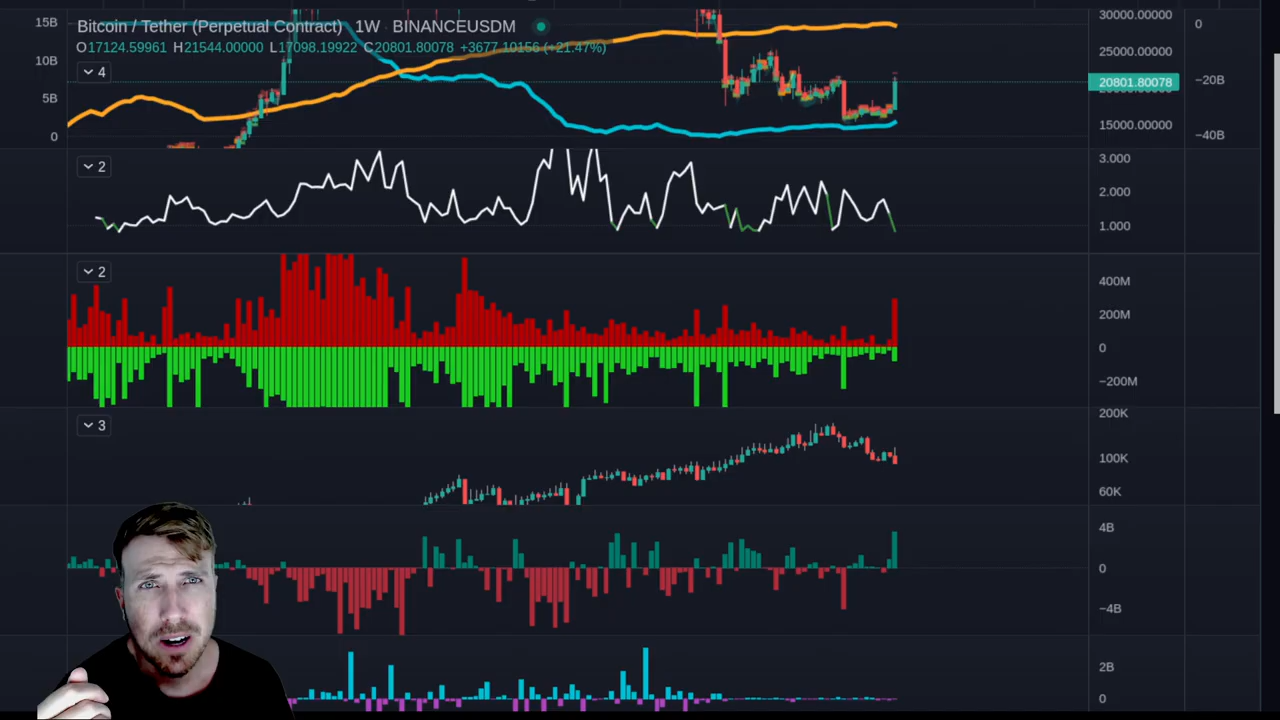 15B
10B
5B
0
Bitcoin / Tether (Perpetual Contract) · 1W · BINANCEUSDM
O17124.59961 H21544.00000 L17098.19922 C20801.80078 +3677.10156 (+21.47%)
4
30000.00000
25000.00000
20801.80078
15000.00000
0
−20B
−40B
2
3.000
2.000
1.000
2
400M
200M
0
−200M
3
200K
100K
60K
4B
0
−4B
2B
0